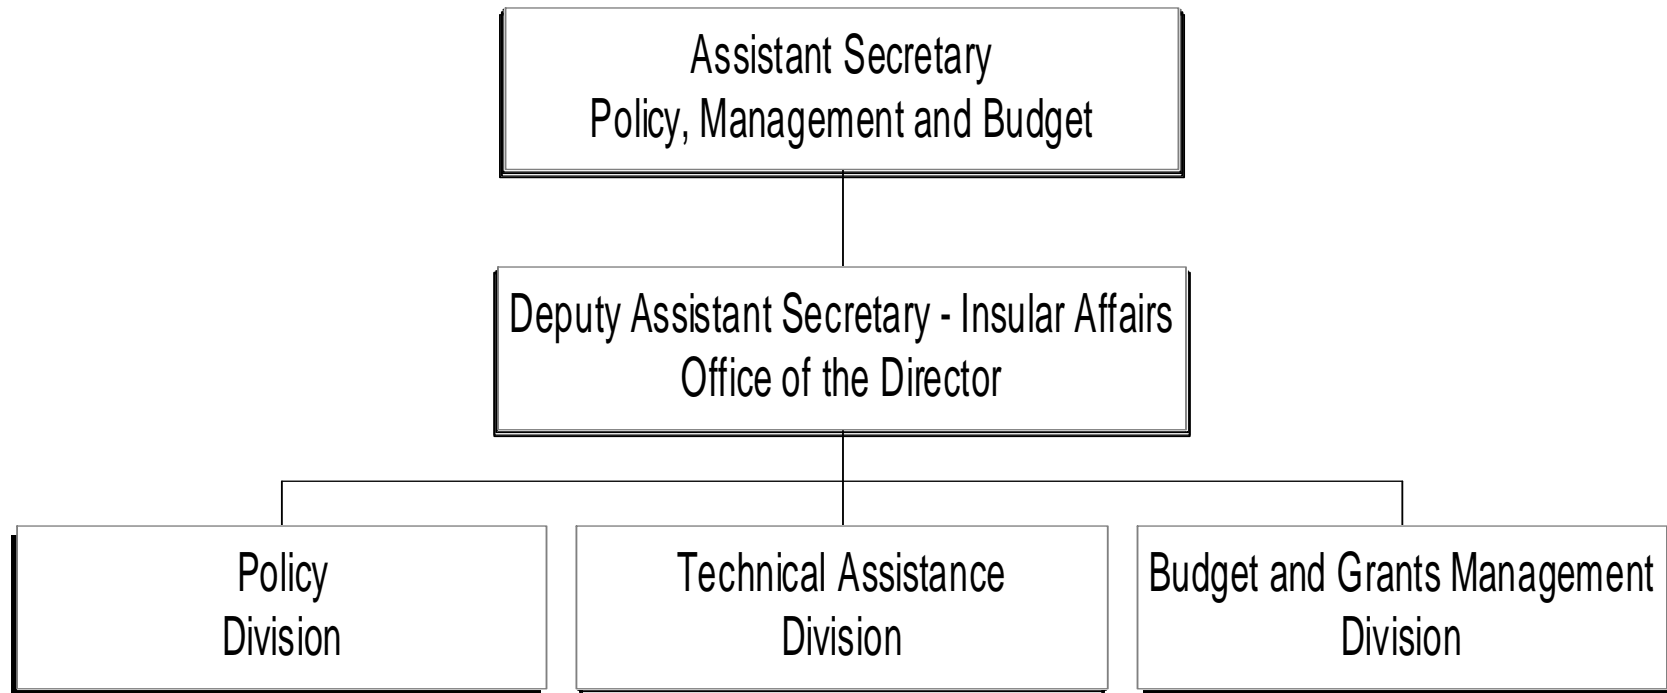 Assistant Secretary
Policy, Management and Budget
Deputy Assistant Secretary - Insular Affairs
Office of the Director
Policy
Division
Technical Assistance
Division
Budget and Grants Management
Division